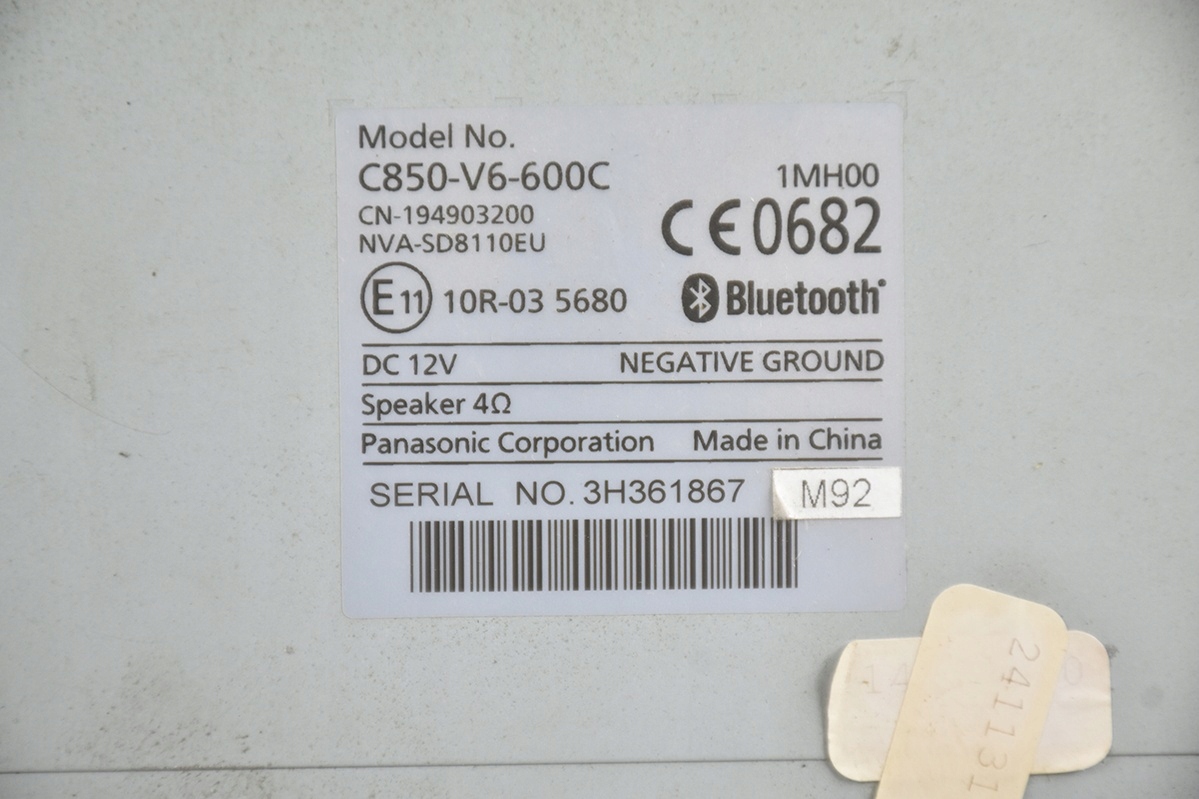 Model No.
C850-V6-600C 1MH00
CN-194903200
NVA-SD8110EU CE0682
E11 10R-03 5680 Bluetooth®
DC 12V NEGATIVE GROUND
Speaker 4Ω
Panasonic Corporation Made in China
SERIAL NO. 3H361867 M92
241131